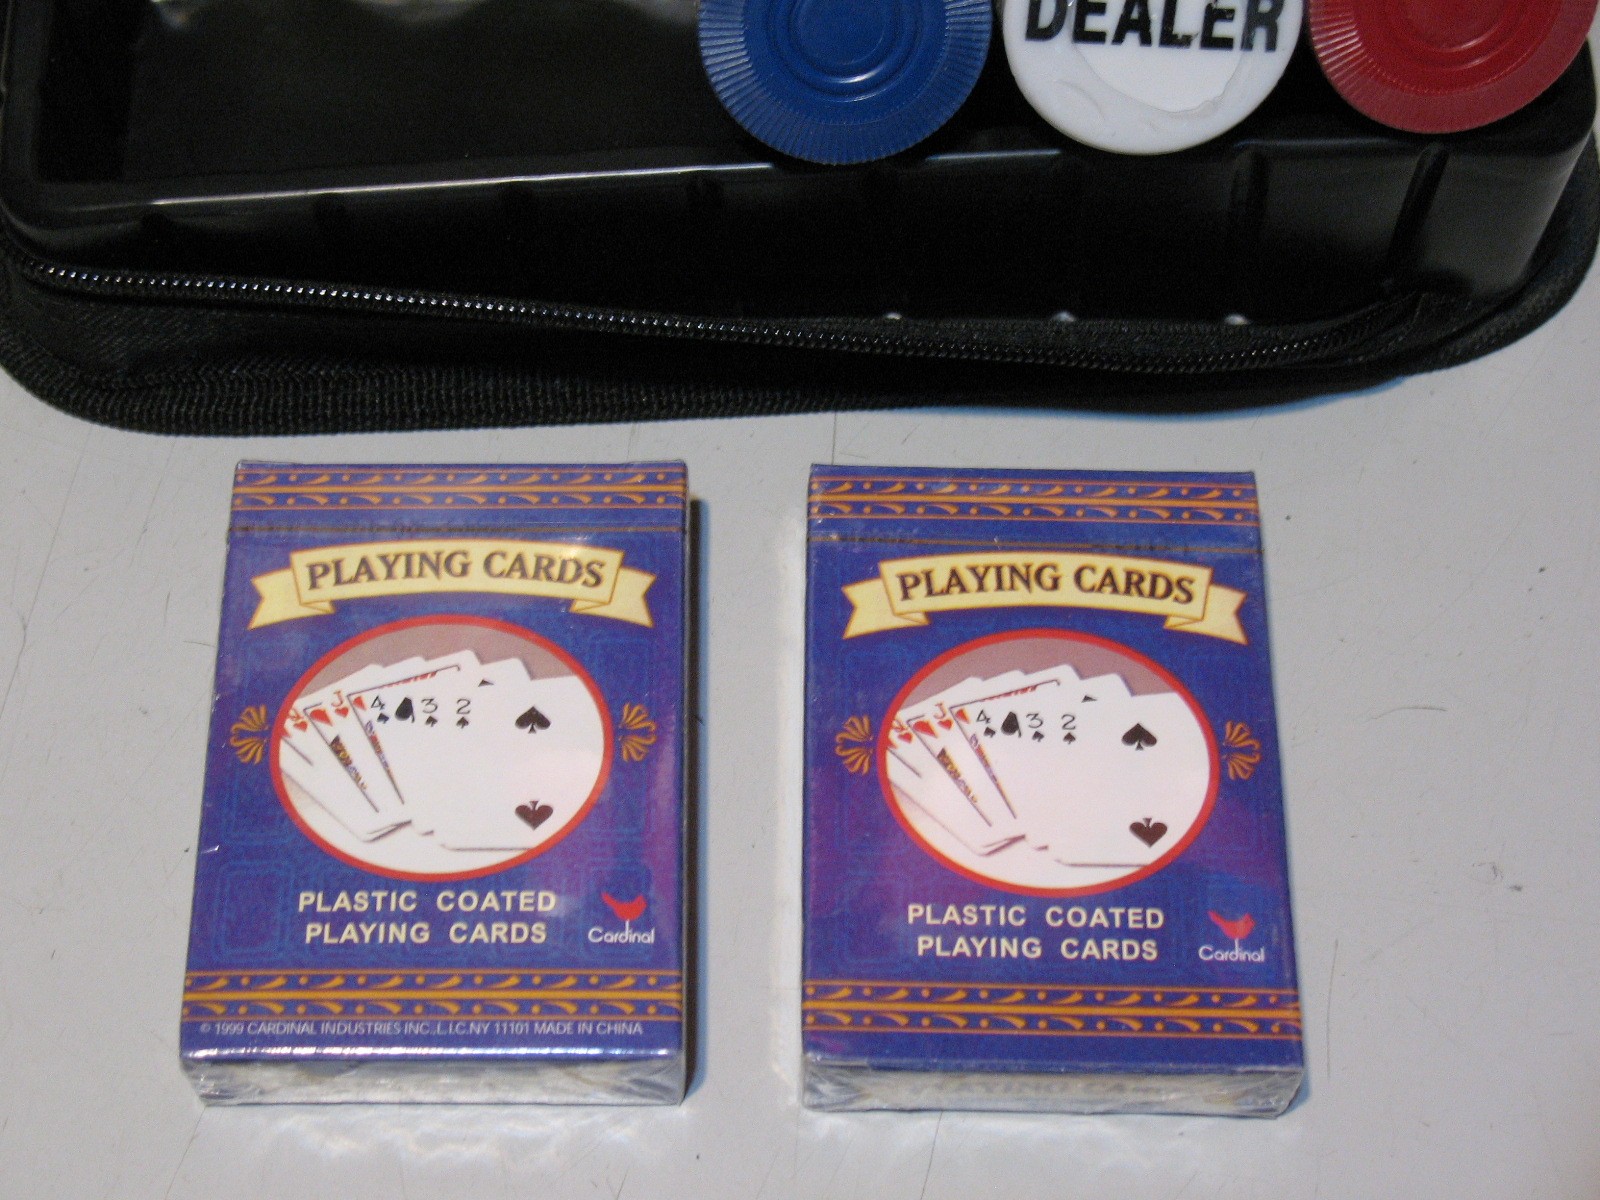 DEALER
PLAYING CARDS
J
4 3 2
PLASTIC COATED
PLAYING CARDS
Cardinal
© 1999 CARDINAL INDUSTRIES INC., L.I.C. NY 11101 MADE IN CHINA
PLAYING CARDS
J
4 3 2
PLASTIC COATED
PLAYING CARDS
Cardinal